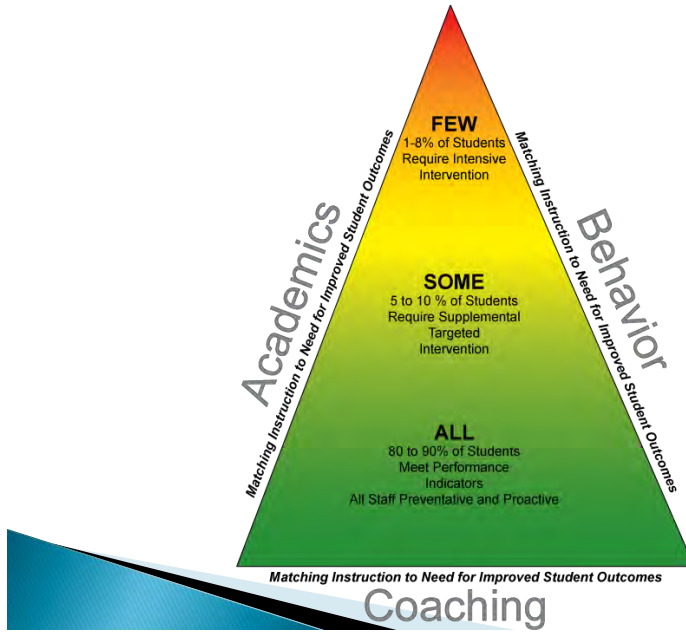 FEW
1-8% of Students
Require Intensive
Intervention
SOME
5 to 10 % of Students
Require Supplemental
Targeted
Intervention
ALL
80 to 90% of Students
Meet Performance
Indicators
All Staff Preventative and Proactive
Academics
Matching Instruction to Need for Improved Student Outcomes
Behavior
Matching Instruction to Need for Improved Student Outcomes
Matching Instruction to Need for Improved Student Outcomes
Coaching